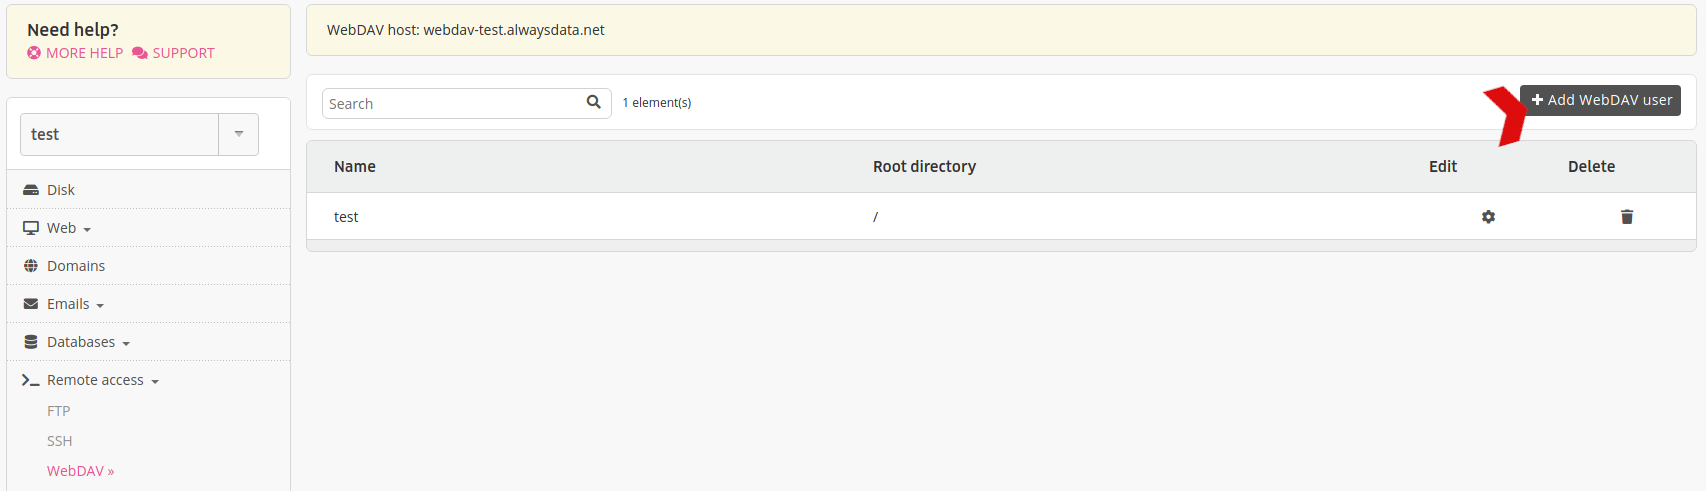 Need help?
MORE HELP SUPPORT
test
Disk
Web
Domains
Emails
Databases
Remote access
FTP
SSH
WebDAV »
WebDAV host: webdav-test.alwaysdata.net
Search 1 element(s) Add WebDAV user
Name Root directory Edit Delete
test /